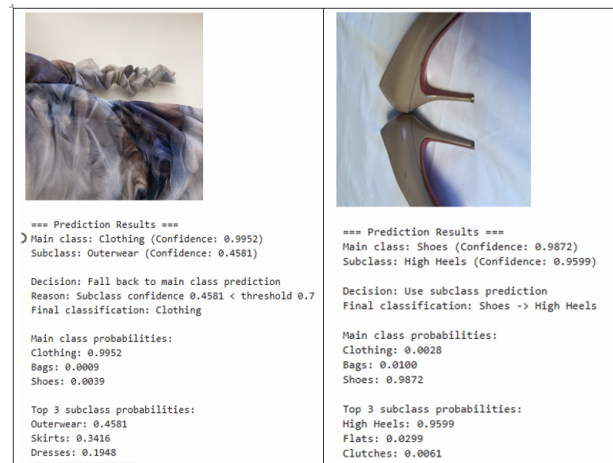 === Prediction Results ===
Main class: Clothing (Confidence: 0.9952)
Subclass: Outerwear (Confidence: 0.4581)
Decision: Fall back to main class prediction
Reason: Subclass confidence 0.4581 < threshold 0.7
Final classification: Clothing
Main class probabilities:
Clothing: 0.9952
Bags: 0.0009
Shoes: 0.0039
Top 3 subclass probabilities:
Outerwear: 0.4581
Skirts: 0.3416
Dresses: 0.1948
=== Prediction Results ===
Main class: Shoes (Confidence: 0.9872)
Subclass: High Heels (Confidence: 0.9599)
Decision: Use subclass prediction
Final classification: Shoes -> High Heels
Main class probabilities:
Clothing: 0.0028
Bags: 0.0100
Shoes: 0.9872
Top 3 subclass probabilities:
High Heels: 0.9599
Flats: 0.0299
Clutches: 0.0061